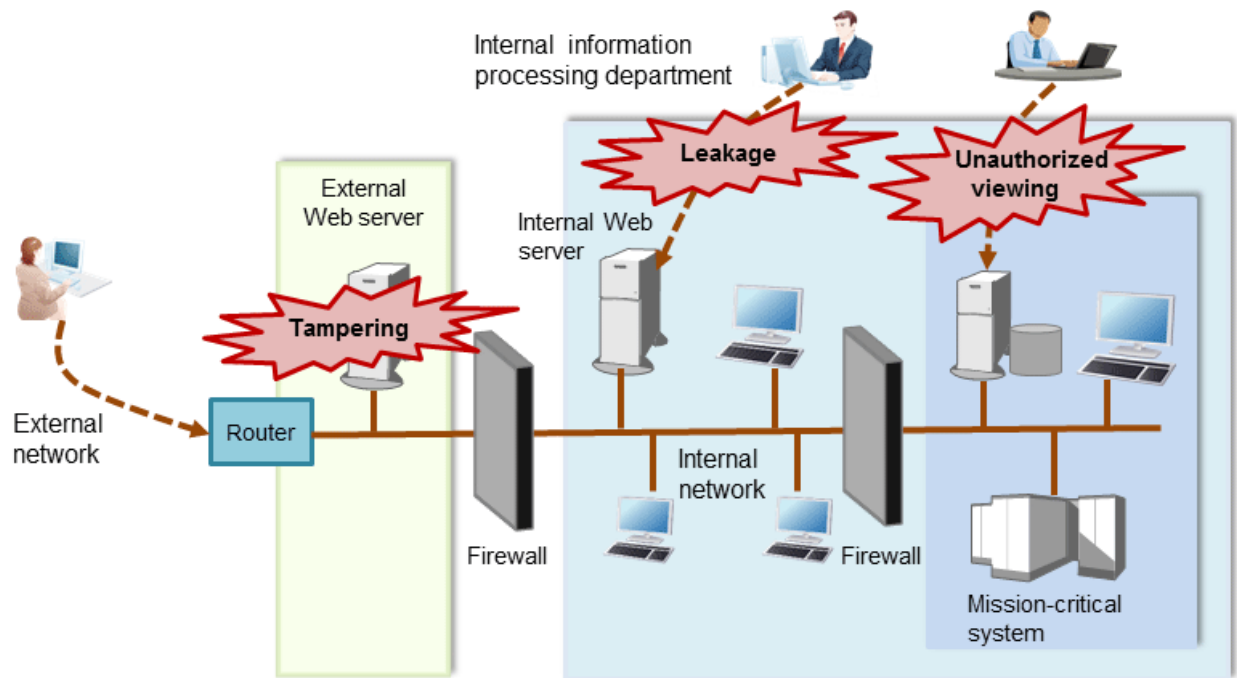 Internal information
processing department
Leakage
Unauthorized
viewing
External
Web server
Internal Web
server
Tampering
External
network
Router
Internal
network
Firewall
Firewall
Mission-critical
system